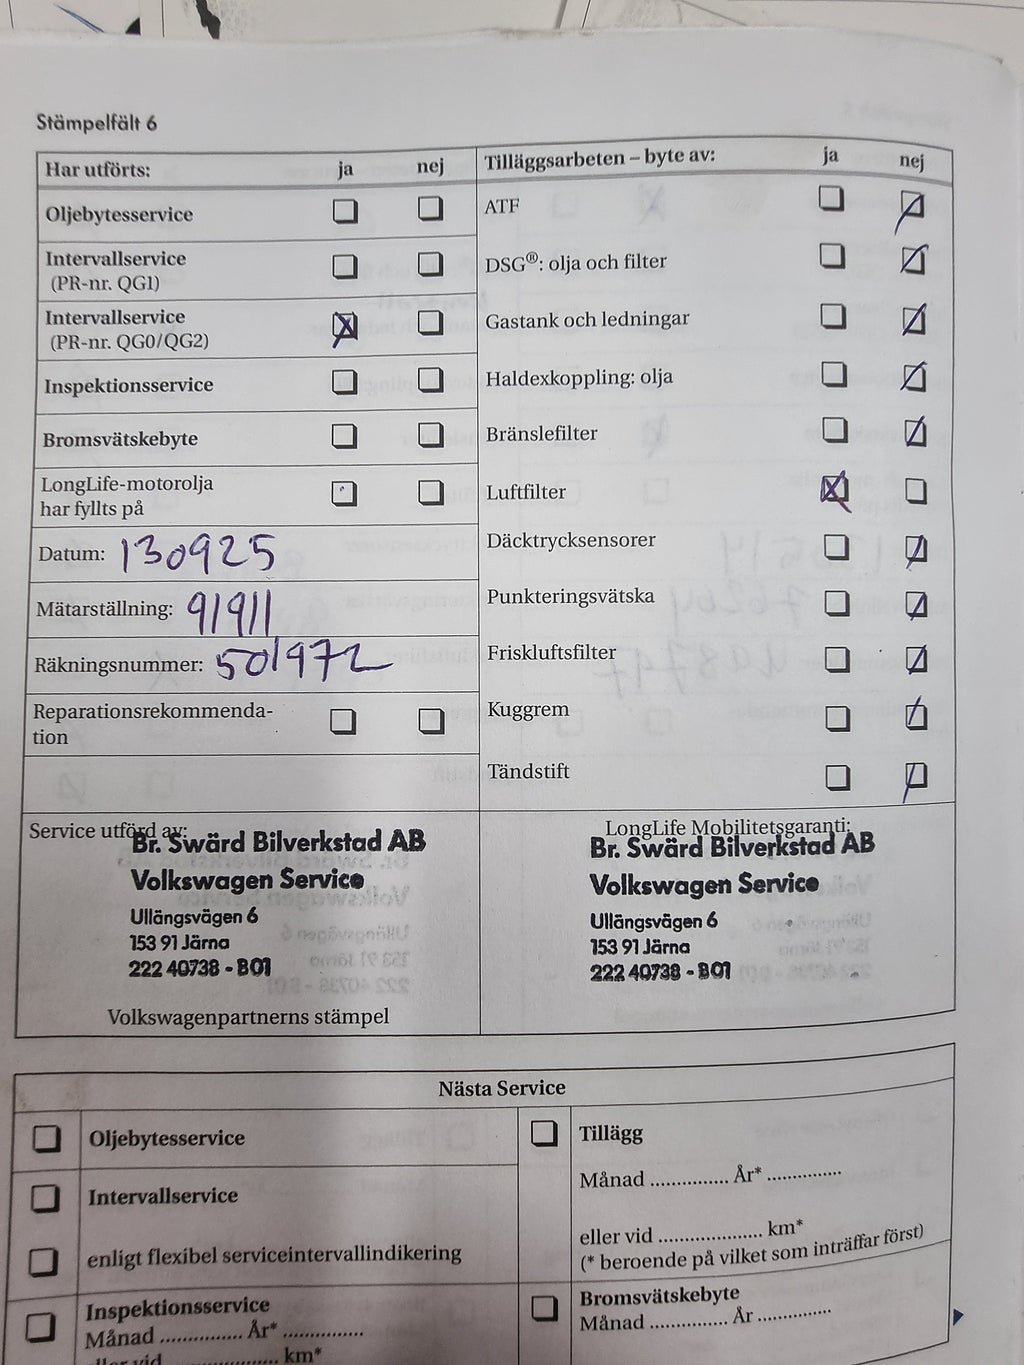 Stämpelfält 6
Har utförts: ja nej
Oljebytesservice
Intervallservice
(PR-nr. QG1)
Intervallservice
(PR-nr. QG0/QG2)
Inspektionsservice
Bromsvätskebyte
LongLife-motorolja
har fyllts på
Datum: 130925
Mätarställning: 91911
Räkningsnummer: 501972
Reparationsrekommenda-
tion
Tilläggsarbeten – byte av: ja nej
ATF
DSG®: olja och filter
Gastank och ledningar
Haldexkoppling: olja
Bränslefilter
Luftfilter
Däcktrycksensorer
Punkteringsvätska
Friskluftsfilter
Kuggrem
Tändstift
Service utförd av:
Br. Swärd Bilverkstad AB
Volkswagen Service
Ullängsvägen 6
153 91 Järna
222 40738 - B01
Volkswagenpartnerns stämpel
LongLife Mobilitetsgaranti:
Br. Swärd Bilverkstad AB
Volkswagen Service
Ullängsvägen 6
153 91 Järna
222 40738 - B01
Nästa Service
Oljebytesservice
Intervallservice
enligt flexibel serviceintervallindikering
Inspektionsservice
Månad ............... År* ...............
eller vid ..................... km*
Tillägg
Månad .............. År* ..............
eller vid ................... km*
(* beroende på vilket som inträffar först)
Bromsvätskebyte
Månad .............. År ..............